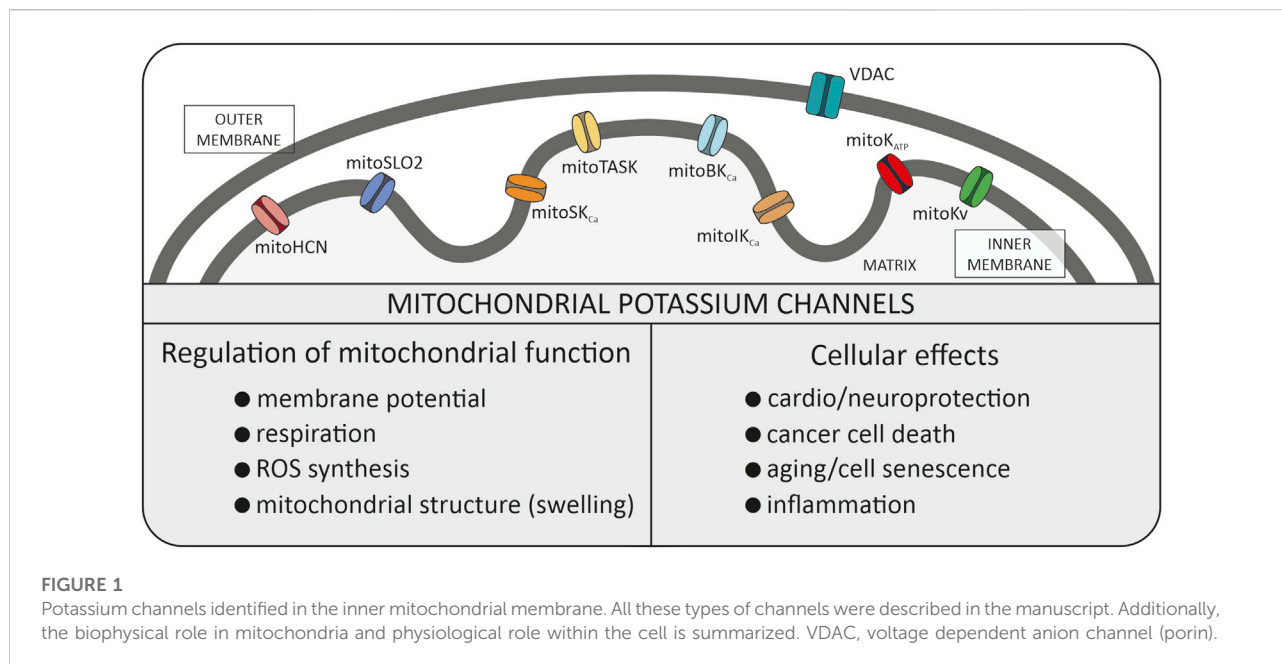 VDAC
OUTER
MEMBRANE
mitoSLO2
mitoTASK
mitoBKCa
mitoKATP
mitoSKCa
mitoKv
mitoHCN
mitoIKCa
MATRIX
INNER
MEMBRANE
MITOCHONDRIAL POTASSIUM CHANNELS
Regulation of mitochondrial function
● membrane potential
● respiration
● ROS synthesis
● mitochondrial structure (swelling)
Cellular effects
● cardio/neuroprotection
● cancer cell death
● aging/cell senescence
● inflammation
FIGURE 1
Potassium channels identified in the inner mitochondrial membrane. All these types of channels were described in the manuscript. Additionally,
the biophysical role in mitochondria and physiological role within the cell is summarized. VDAC, voltage dependent anion channel (porin).